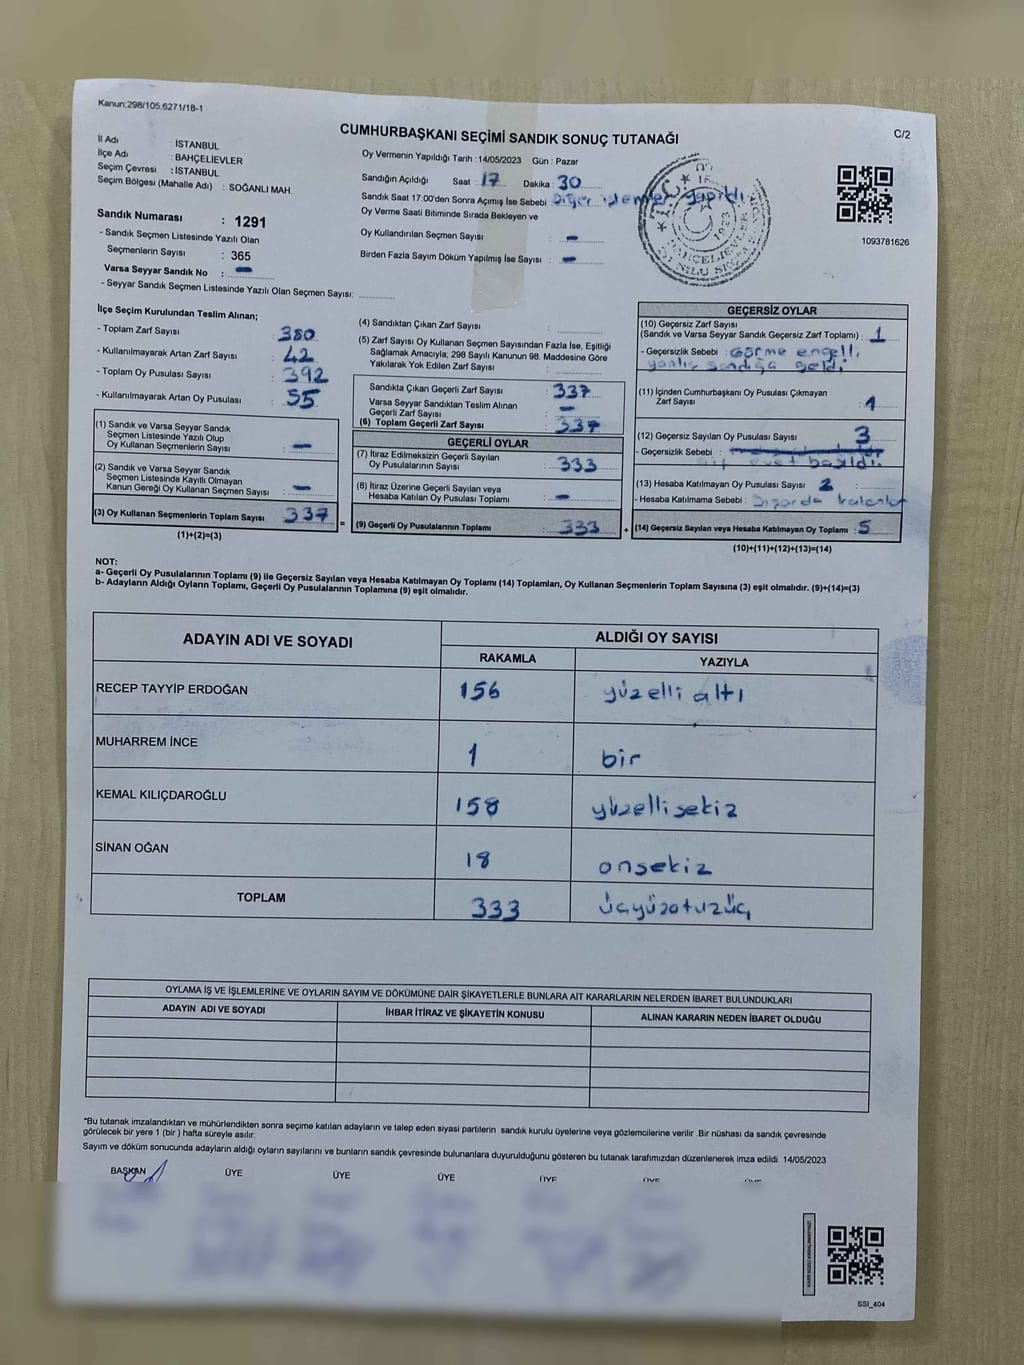 Kanun:298/105.6271/18-1
CUMHURBAŞKANI SEÇİMİ SANDIK SONUÇ TUTANAĞI
C/2
İl Adı : İSTANBUL
İlçe Adı : BAHÇELİEVLER
Seçim Çevresi : İSTANBUL
Seçim Bölgesi (Mahalle Adı) : SOĞANLI MAH.
Sandık Numarası : 1291
- Sandık Seçmen Listesinde Yazılı Olan
Seçmenlerin Sayısı : 365
Varsa Seyyar Sandık No : -
- Seyyar Sandık Seçmen Listesinde Yazılı Olan Seçmen Sayısı:
Oy Vermenin Yapıldığı Tarih :14/05/2023 Gün : Pazar
Sandığın Açıldığı Saat : 17 Dakika : 30
Sandık Saat 17.00'den Sonra Açımış İse Sebebi : Diğer işlemler yapıldı.
Oy Verme Saati Bitiminde Sırada Bekleyen ve
Oy Kullandırılan Seçmen Sayısı : -
Birden Fazla Sayım Döküm Yapılmış İse Sayısı : -
T.C.
1923
BAHÇELİEVLER
1093781626
İlçe Seçim Kurulundan Teslim Alınan;
- Toplam Zarf Sayısı : 380
- Kullanılmayarak Artan Zarf Sayısı : 42
- Toplam Oy Pusulası Sayısı : 392
- Kullanılmayarak Artan Oy Pusulası : 55
(1) Sandık ve Varsa Seyyar Sandık
Seçmen Listesinde Yazılı Olup
Oy Kullanan Seçmenlerin Sayısı : -
(2) Sandık ve Varsa Seyyar Sandık
Seçmen Listesinde Kayıtlı Olmayan
Kanun Gereği Oy Kullanan Seçmen Sayısı : -
(3) Oy Kullanan Seçmenlerin Toplam Sayısı : 337
(1)+(2)=(3)
=
(4) Sandıktan Çıkan Zarf Sayısı :
(5) Zarf Sayısı Oy Kullanan Seçmen Sayısından Fazla İse, Eşitliği
Sağlamak Amacıyla; 298 Sayılı Kanunun 98. Maddesine Göre
Yakılarak Yok Edilen Zarf Sayısı :
Sandıkta Çıkan Geçerli Zarf Sayısı : 337
Varsa Seyyar Sandıktan Teslim Alınan
Geçerli Zarf Sayısı : -
(6) Toplam Geçerli Zarf Sayısı : 337
GEÇERLİ OYLAR
(7) İtiraz Edilmeksizin Geçerli Sayılan
Oy Pusulalarının Sayısı : 333
(8) İtiraz Üzerine Geçerli Sayılan veya
Hesaba Katılan Oy Pusulası Toplamı : -
(9) Geçerli Oy Pusulalarının Toplamı : 333
+
GEÇERSİZ OYLAR
(10) Geçersiz Zarf Sayısı
(Sandık ve Varsa Seyyar Sandık Geçersiz Zarf Toplamı) : 1
- Geçersizlik Sebebi : Görme engelli,
yanlış sandığa geldi
(11) İçinden Cumhurbaşkanı Oy Pusulası Çıkmayan
Zarf Sayısı : 1
(12) Geçersiz Sayılan Oy Pusulası Sayısı : 3
- Geçersizlik Sebebi :
evet basıldı.
(13) Hesaba Katılmayan Oy Pusulası Sayısı : 2
- Hesaba Katılmama Sebebi : Dışarda kalanlar
(14) Geçersiz Sayılan veya Hesaba Katılmayan Oy Toplamı : 5
(10)+(11)+(12)+(13)=(14)
NOT:
a- Geçerli Oy Pusulalarının Toplamı (9) ile Geçersiz Sayılan veya Hesaba Katılmayan Oy Toplamı (14) Toplamları, Oy Kullanan Seçmenlerin Toplam Sayısına (3) eşit olmalıdır. (9)+(14)=(3)
b- Adayların Aldığı Oyların Toplamı, Geçerli Oy Pusulalarının Toplamına (9) eşit olmalıdır.
ADAYIN ADI VE SOYADI ALDIĞI OY SAYISI
RAKAMLA YAZIYLA
RECEP TAYYİP ERDOĞAN 156 yüzelli altı
MUHARREM İNCE 1 bir
KEMAL KILIÇDAROĞLU 158 yüzellisekiz
SİNAN OĞAN 18 onsekiz
TOPLAM 333 üçyüzotuzüç
OYLAMA İŞ VE İŞLEMLERİNE VE OYLARIN SAYIM VE DÖKÜMÜNE DAİR ŞİKAYETLERLE BUNLARA AİT KARARLARIN NELERDEN İBARET BULUNDUKLARI
ADAYIN ADI VE SOYADI İHBAR İTİRAZ VE ŞİKAYETİN KONUSU ALINAN KARARIN NEDEN İBARET OLDUĞU
*Bu tutanak imzalandıktan ve mühürlendikten sonra seçime katılan adayların ve talep eden siyasi partilerin sandık kurulu üyelerine veya gözlemcilerine verilir. Bir nüshası da sandık çevresinde
görülecek bir yere 1 (bir ) hafta süreyle asılır.
Sayım ve döküm sonucunda adayların aldığı oyların sayılarını ve bunların sandık çevresinde bulunanlara duyurulduğunu gösteren bu tutanak tarafımızdan düzenlenerek imza edildi. 14/05/2023
BAŞKAN ÜYE ÜYE ÜYE ÜYE ÜYE ÜYE
SSİ_404